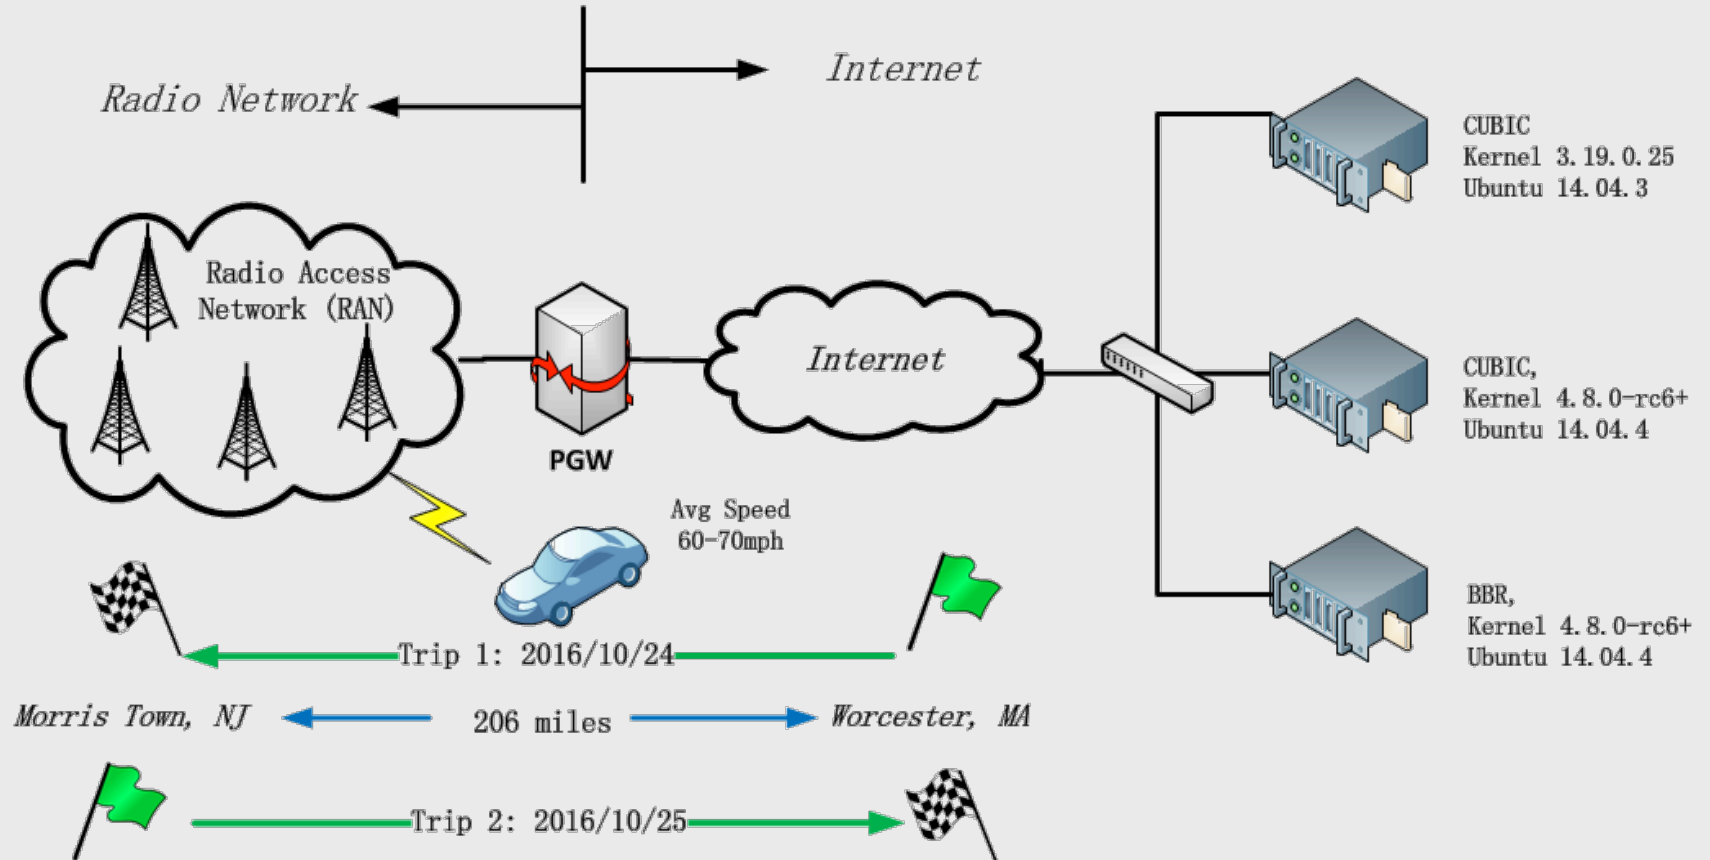 Internet
Radio Network
CUBIC
Kernel 3.19.0.25
Ubuntu 14.04.3
Radio Access
Network (RAN)
Internet
CUBIC,
Kernel 4.8.0-rc6+
Ubuntu 14.04.4
PGW
Avg Speed
60-70mph
BBR,
Kernel 4.8.0-rc6+
Ubuntu 14.04.4
Trip 1: 2016/10/24
Morris Town, NJ
206 miles
Worcester, MA
Trip 2: 2016/10/25